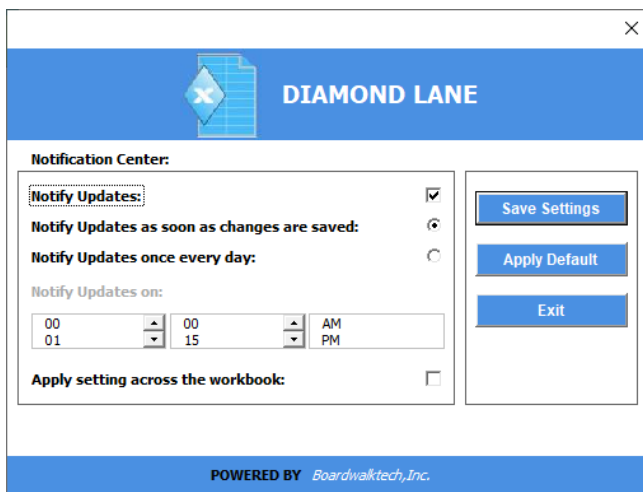 X
DIAMOND LANE
Notification Center:
Notify Updates:
Notify Updates as soon as changes are saved:
Notify Updates once every day:
Notify Updates on:
00 00 AM
01 15 PM
Apply setting across the workbook:
Save Settings
Apply Default
Exit
POWERED BY Boardwalktech,Inc.